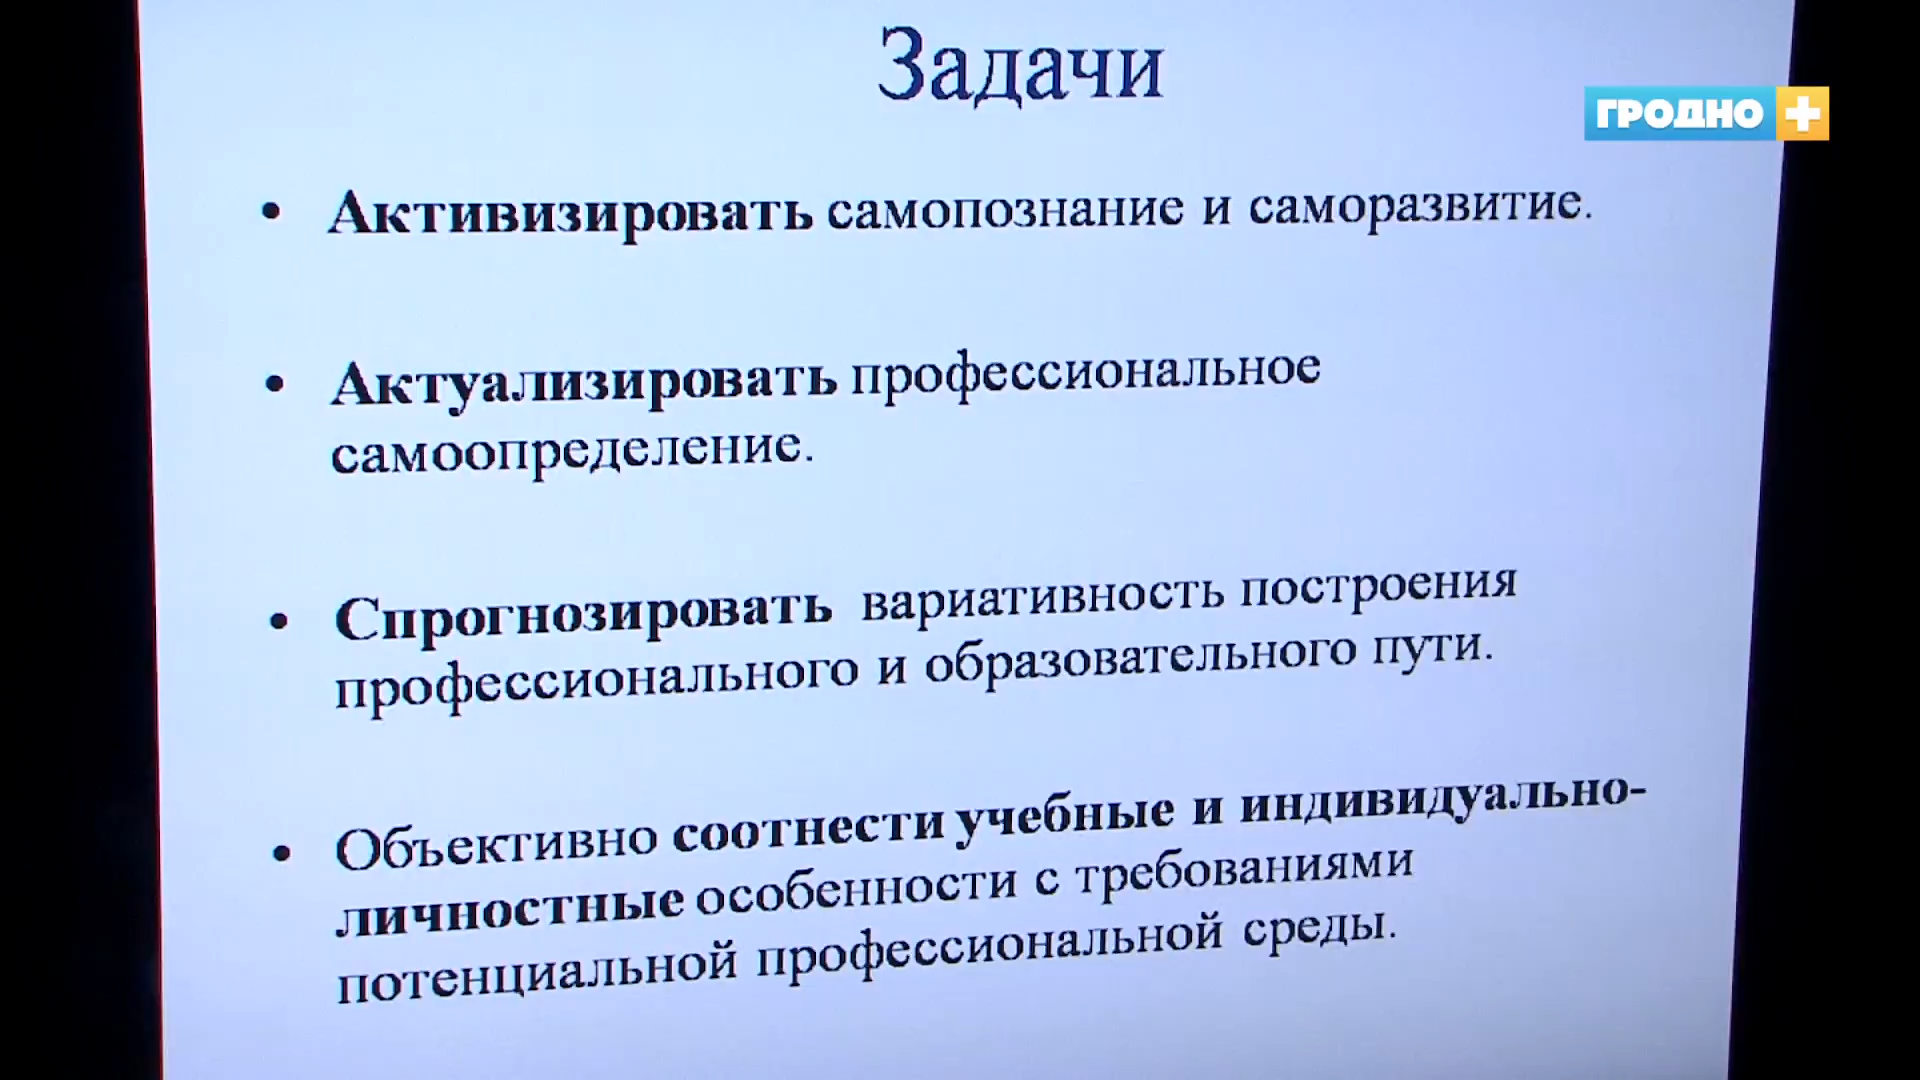 Задачи
ГРОДНО +
• Активизировать самопознание и саморазвитие.
• Актуализировать профессиональное
самоопределение.
• Спрогнозировать вариативность построения
профессионального и образовательного пути.
• Объективно соотнести учебные и индивидуально-
личностные особенности с требованиями
потенциальной профессиональной среды.